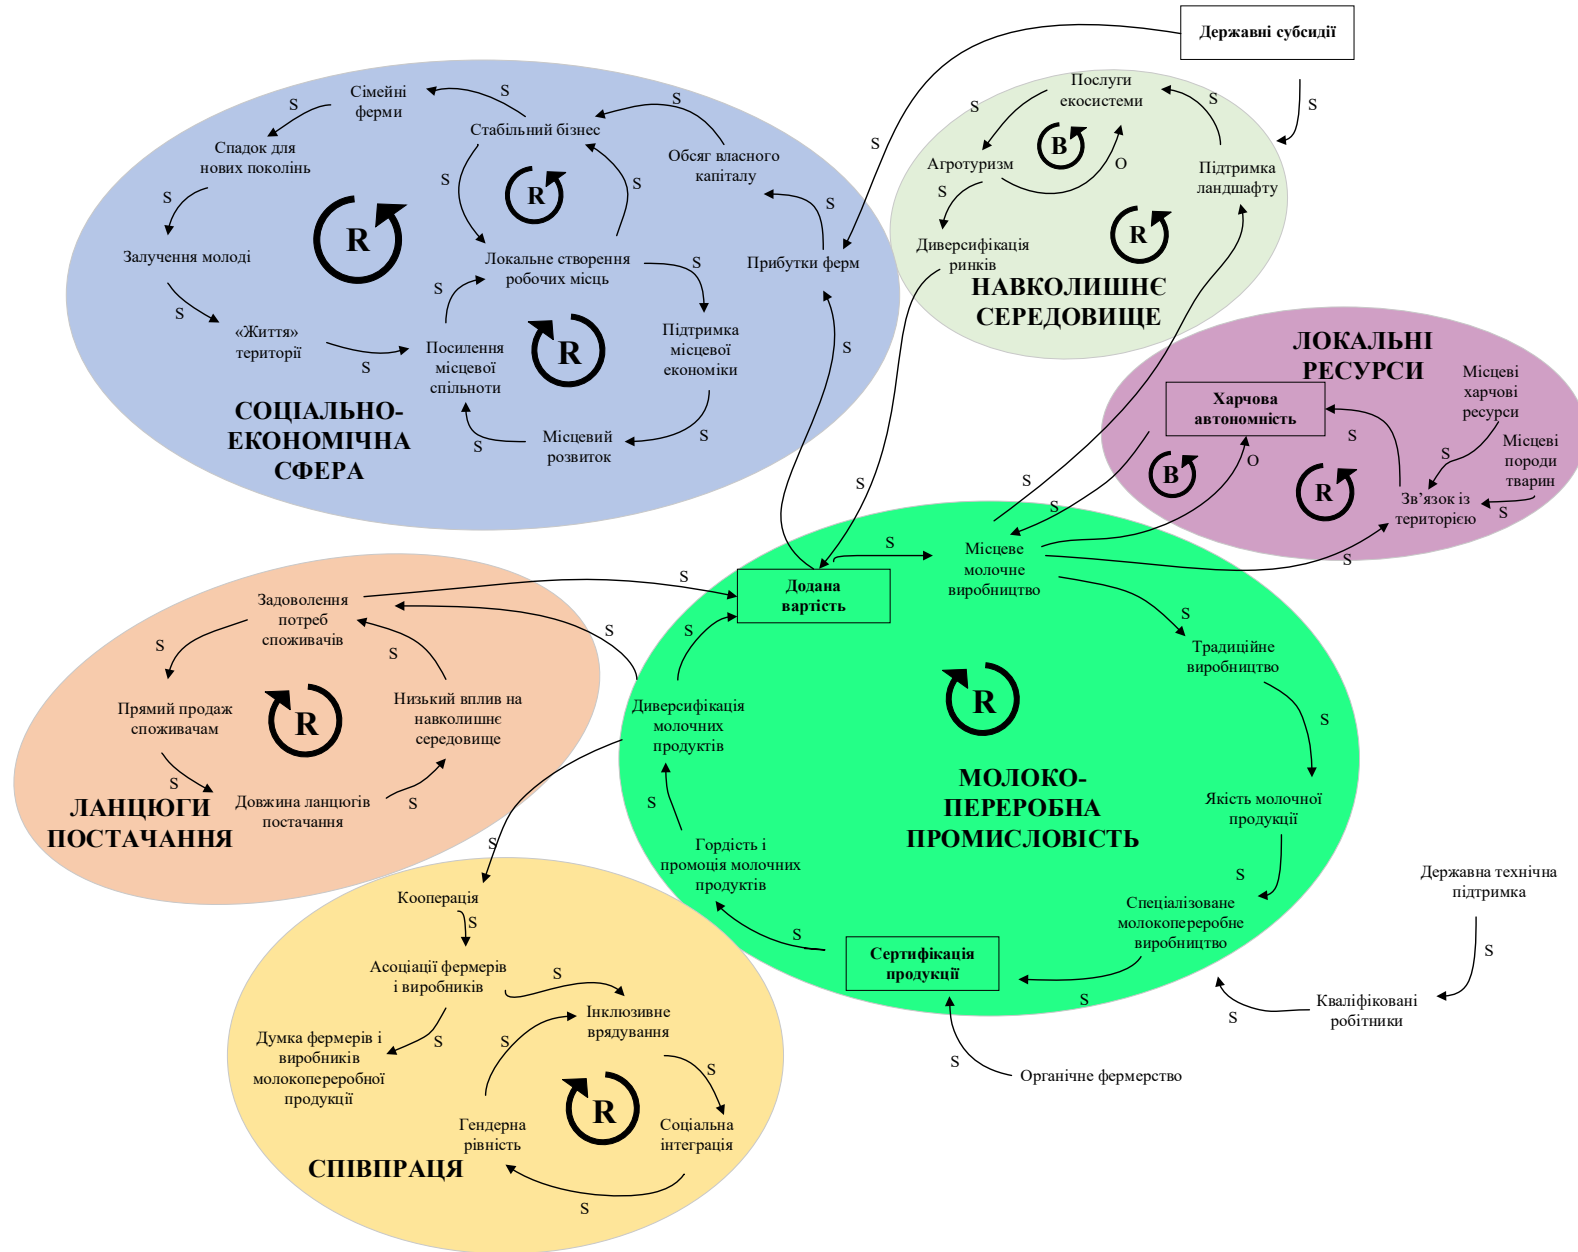 Державні субсидії
S
S
S
Сімейні
ферми
S
S
S
Стабільний бізнес
Спадок для
нових поколінь
Обсяг власного
капіталу
S
S
S
S
R
R
Залучення молоді
Локальне створення
робочих місць
S
Прибутки ферм
S
S
«Життя»
території
S
Посилення
місцевої
спільноти
R
Підтримка
місцевої
економіки
S
S
S
Місцевий
розвиток
СОЦІАЛЬНО-
ЕКОНОМІЧНА
СФЕРА
Послуги
екосистеми
S
S
B
Агротуризм
O
Підтримка
ландшафту
S
R
Диверсифікація
ринків
НАВКОЛИШНЄ
СЕРЕДОВИЩЕ
S
S
S
ЛОКАЛЬНІ
РЕСУРСИ
Місцеві
харчові
ресурси
Харчова
автономність
S
S
Місцеві
породи
тварин
O
B
R
Зв’язок із
територією
S
S
S
S
Місцеве
молочне
виробництво
S
Додана
вартість
S
S
Традиційне
виробництво
S
R
Диверсифікація
молочних
продуктів
S
МОЛОКО-
ПЕРЕРОБНА
ПРОМИСЛОВІСТЬ
Якість молочної
продукції
S
Гордість і
промоція молочних
продуктів
S
Спеціалізоване
молокопереробне
виробництво
S
Сертифікація
продукції
S
S
S
Задоволення
потреб
споживачів
S
S
Прямий продаж
споживачам
R
Низький вплив на
навколишнє
середовище
S
S
Довжина ланцюгів
постачання
ЛАНЦЮГИ
ПОСТАЧАННЯ
S
Кооперація
S
Асоціації фермерів
і виробників
S
Інклюзивне
врядування
S
S
S
Думка фермерів і
виробників
молокопереробної
продукції
R
Гендерна
рівність
Соціальна
інтеграція
СПІВПРАЦЯ
S
Державна технічна
підтримка
S
Кваліфіковані
робітники
S
S
Органічне фермерство